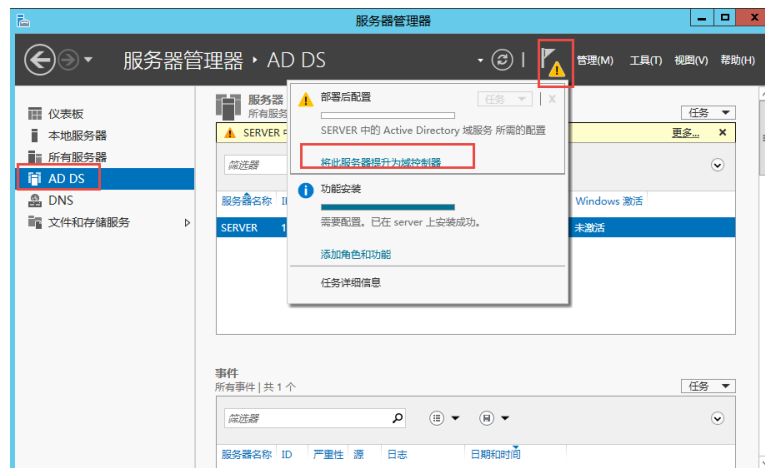 服务器管理器
服务器管理器 · AD DS
管理(M) 工具(T) 视图(V) 帮助(H)
仪表板
本地服务器
所有服务器
AD DS
DNS
文件和存储服务
服务器
所有服务
任务
SERVER
更多...
筛选器
服务器名称
Windows 激活
SERVER 1
未激活
部署后配置
任务 X
SERVER 中的 Active Directory 域服务 所需的配置
将此服务器提升为域控制器
功能安装
需要配置。已在 server 上安装成功。
添加角色和功能
任务详细信息
事件
所有事件 | 共 1 个
任务
筛选器
服务器名称 ID 严重性 源 日志 日期和时间